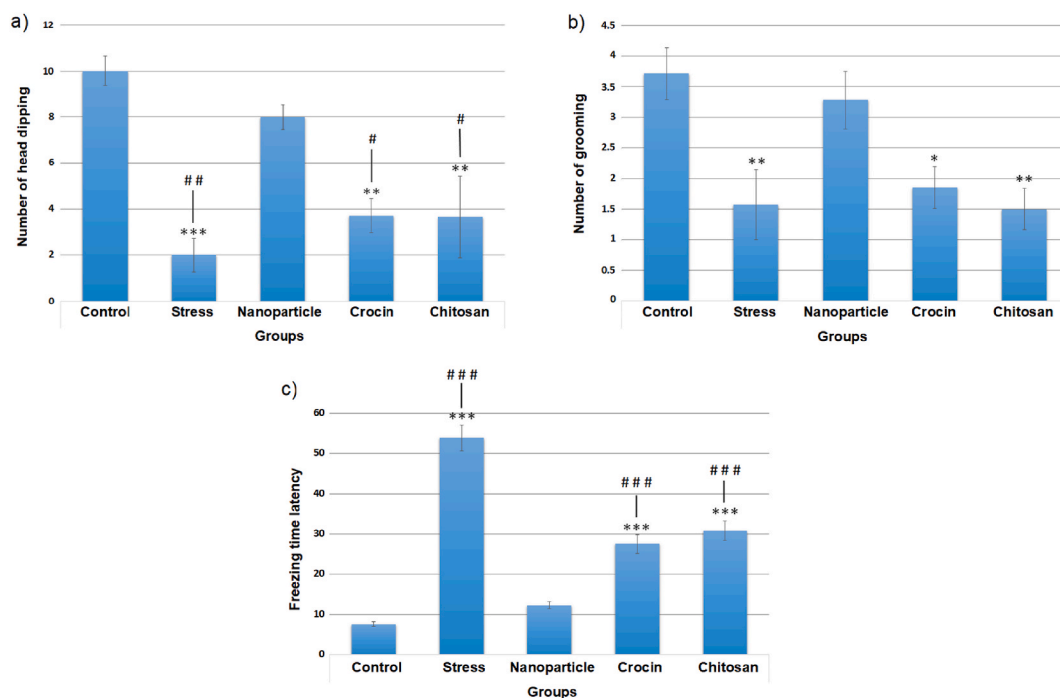 a)
Number of head dipping
12
10
8
6
4
2
0
# #
***
#
**
#
**
Control Stress Nanoparticle Crocin Chitosan
Groups
b)
Number of grooming
4.5
4
3.5
3
2.5
2
1.5
1
0.5
0
**
*
**
Control Stress Nanoparticle Crocin Chitosan
Groups
c)
Freezing time latency
60
50
40
30
20
10
0
# # #
***
# # #
***
# # #
***
Control Stress Nanoparticle Crocin Chitosan
Groups